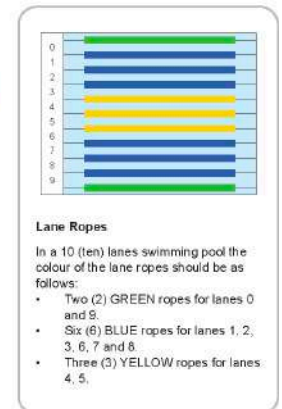 0
1
2
3
4
5
6
7
8
9
Lane Ropes
In a 10 (ten) lanes swimming pool the
colour of the lane ropes should be as
follows:
• Two (2) GREEN ropes for lanes 0
and 9.
• Six (6) BLUE ropes for lanes 1, 2,
3, 6, 7 and 8.
• Three (3) YELLOW ropes for lanes
4, 5.